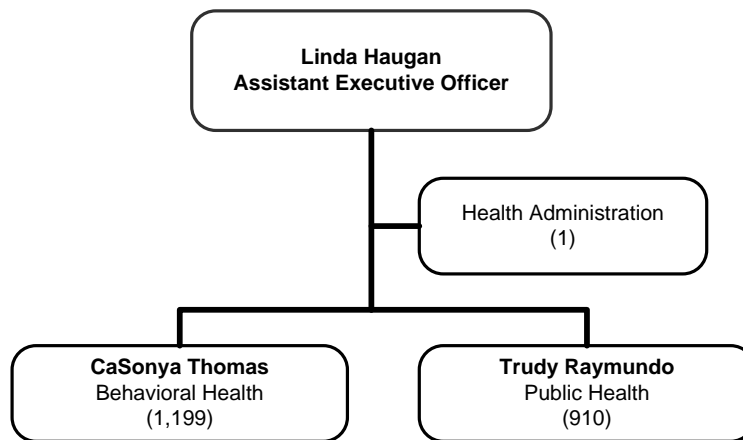 Linda Haugan
Assistant Executive Officer
Health Administration
(1)
CaSonya Thomas
Behavioral Health
(1,199)
Trudy Raymundo
Public Health
(910)